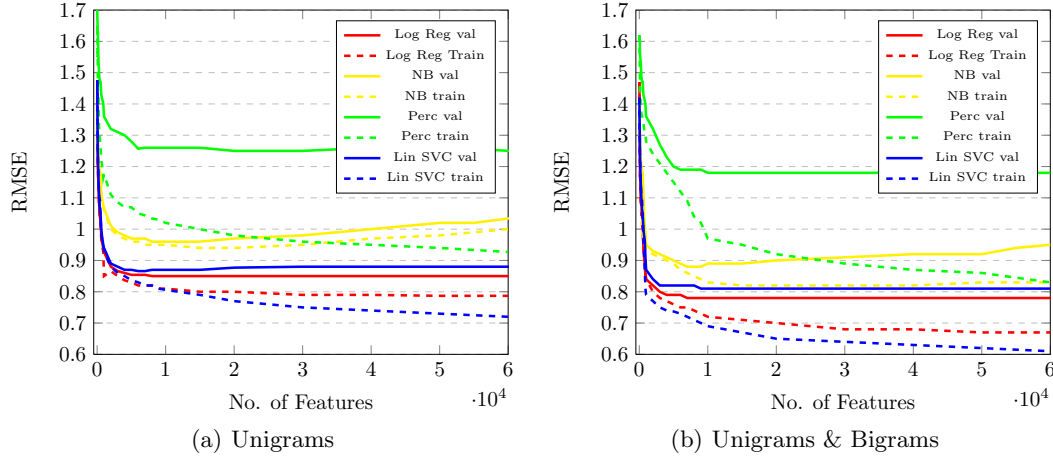 1.7
1.6
1.5
1.4
1.3
1.2
1.1
1
0.9
0.8
0.7
0.6
RMSE
0 1 2 3 4 5 6
·10⁴
No. of Features
Log Reg val
Log Reg Train
NB val
NB train
Perc val
Perc train
Lin SVC val
Lin SVC train
(a) Unigrams
1.7
1.6
1.5
1.4
1.3
1.2
1.1
1
0.9
0.8
0.7
0.6
RMSE
0 1 2 3 4 5 6
·10⁴
No. of Features
Log Reg val
Log Reg Train
NB val
NB train
Perc val
Perc train
Lin SVC val
Lin SVC train
(b) Unigrams & Bigrams